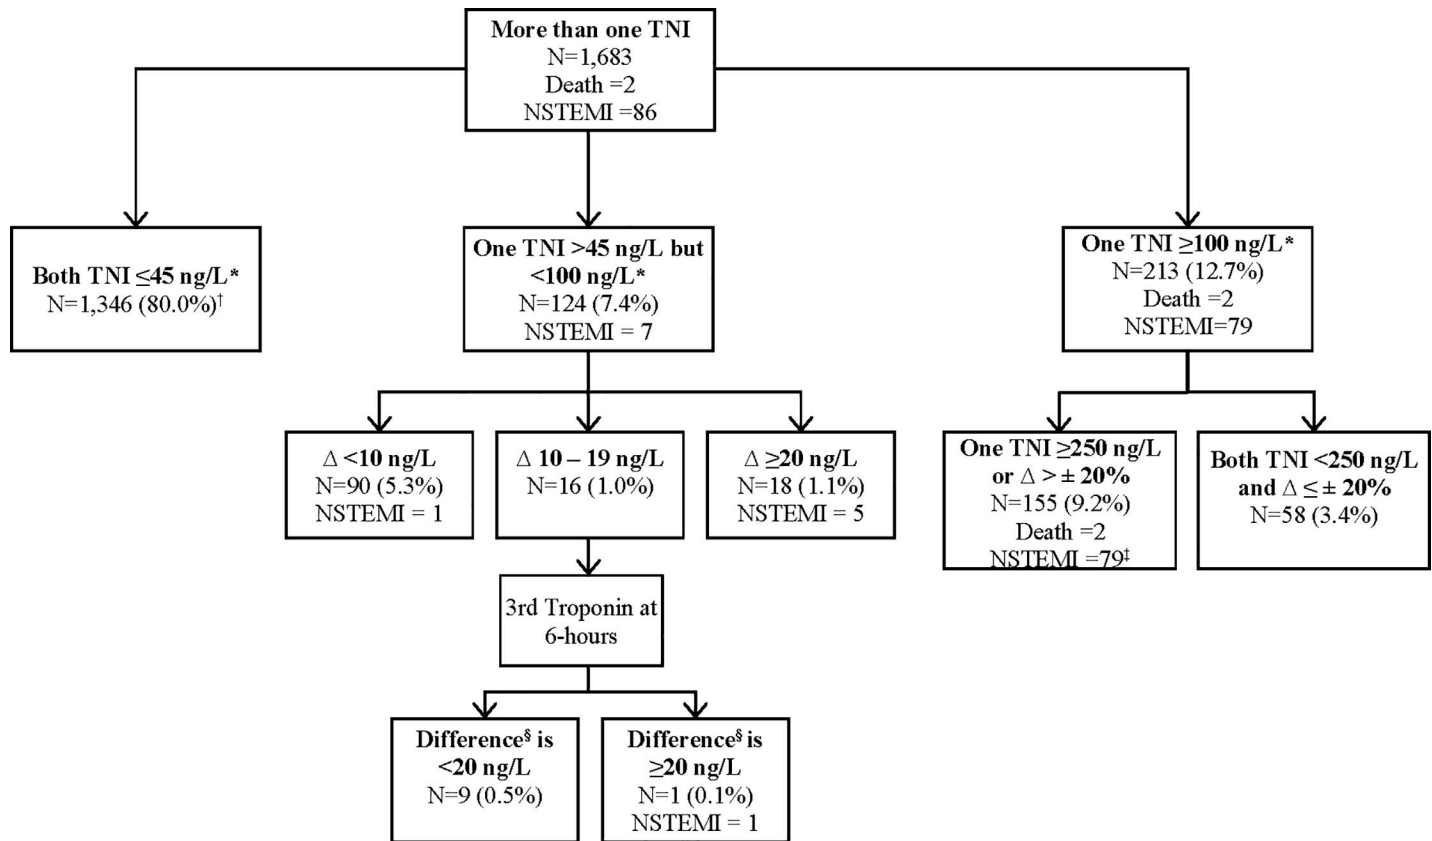 More than one TNI
N=1,683
Death =2
NSTEMI =86
Both TNI ≤45 ng/L*
N=1,346 (80.0%)†
One TNI >45 ng/L but
<100 ng/L*
N=124 (7.4%)
NSTEMI = 7
One TNI ≥100 ng/L*
N=213 (12.7%)
Death =2
NSTEMI=79
Δ <10 ng/L
N=90 (5.3%)
NSTEMI = 1
Δ 10 – 19 ng/L
N=16 (1.0%)
Δ ≥20 ng/L
N=18 (1.1%)
NSTEMI = 5
One TNI ≥250 ng/L
or Δ > ± 20%
N=155 (9.2%)
Death =2
NSTEMI =79‡
Both TNI <250 ng/L
and Δ ≤ ± 20%
N=58 (3.4%)
3rd Troponin at
6-hours
Difference§ is
<20 ng/L
N=9 (0.5%)
Difference§ is
≥20 ng/L
N=1 (0.1%)
NSTEMI = 1